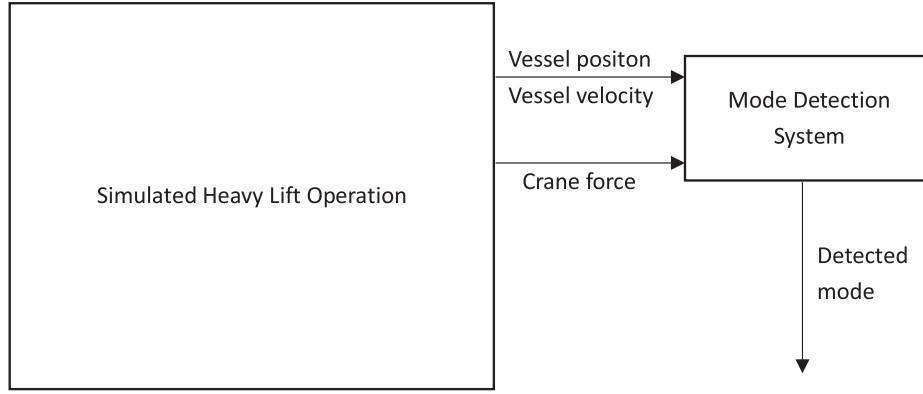 Vessel positon
Vessel velocity
Mode Detection
System
Simulated Heavy Lift Operation
Crane force
Detected
mode